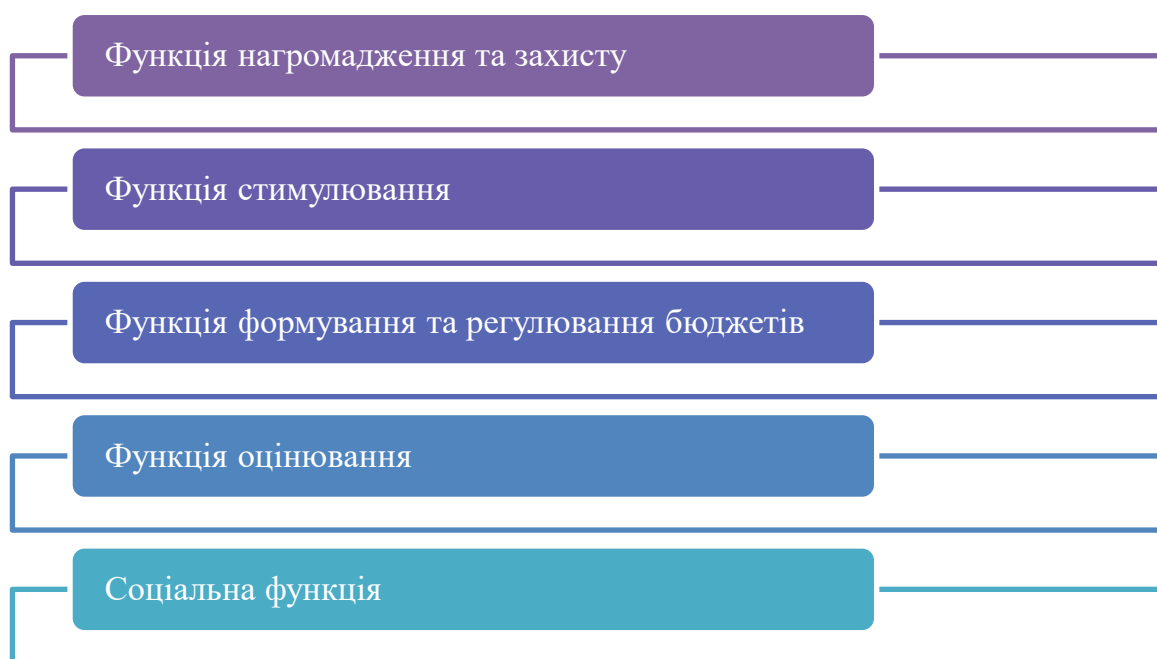 Функція нагромадження та захисту
Функція стимулювання
Функція формування та регулювання бюджетів
Функція оцінювання
Соціальна функція